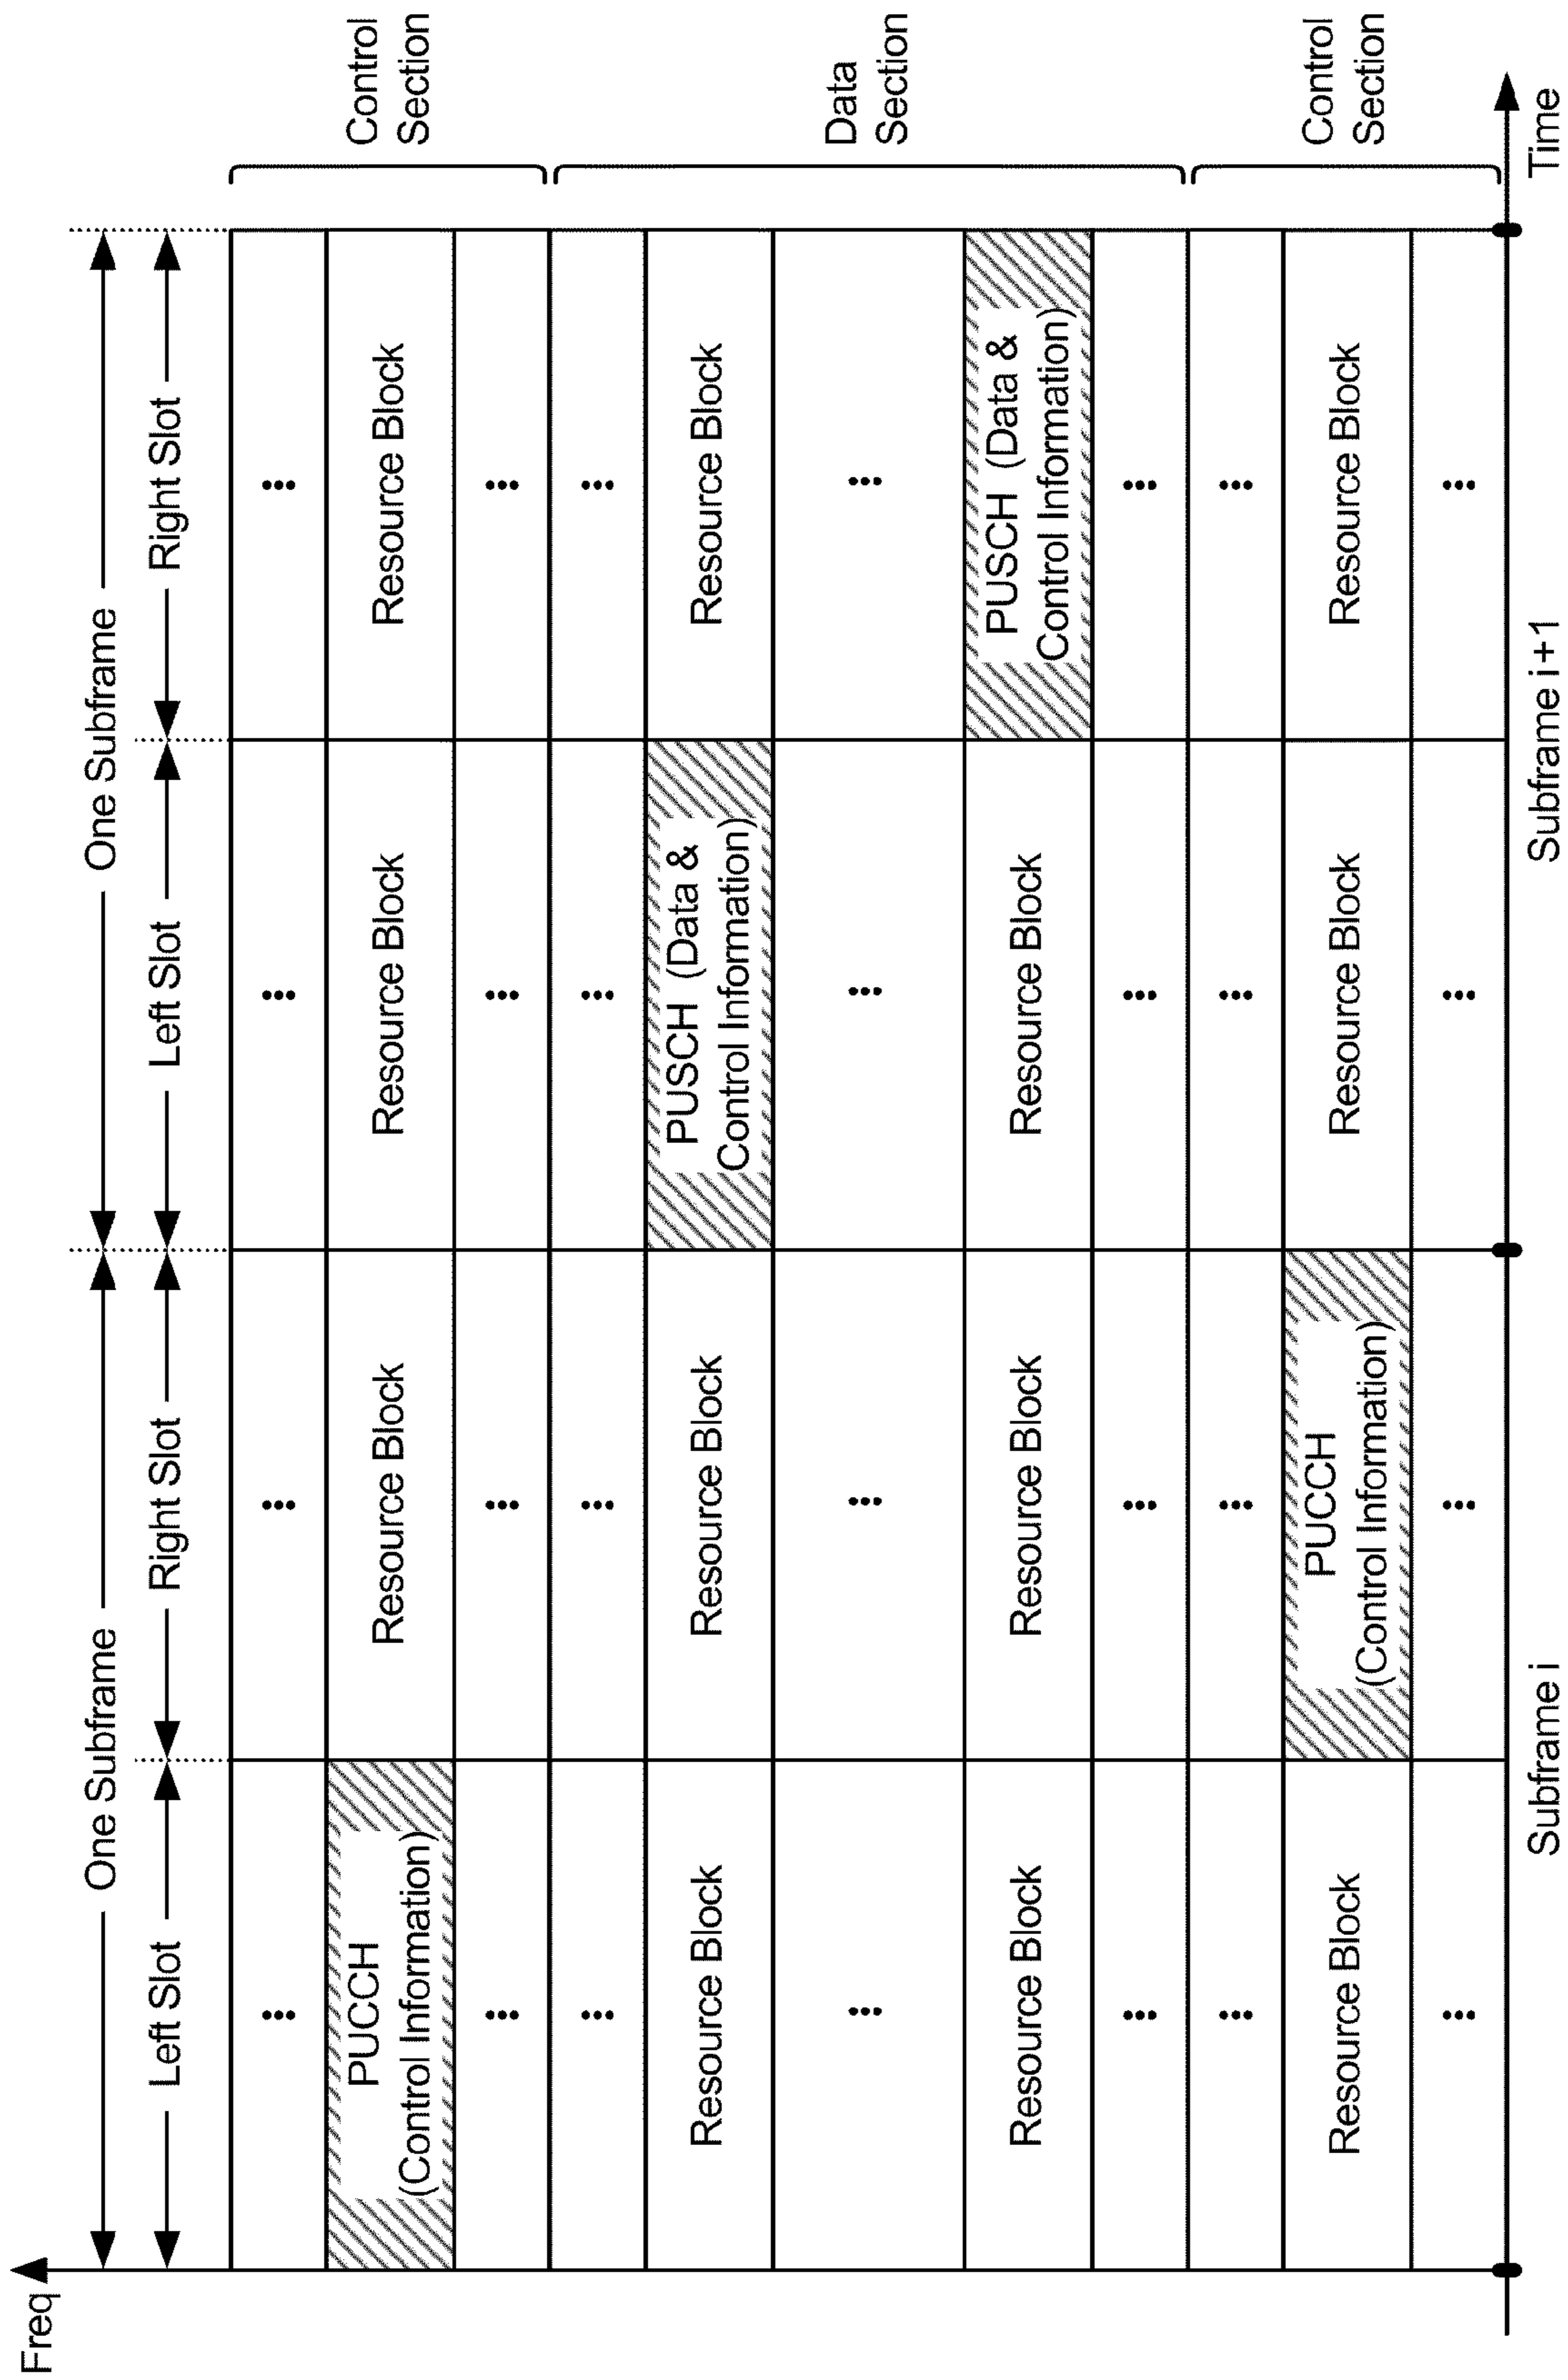 Freq
One Subframe
One Subframe
Left Slot
Right Slot
Left Slot
Right Slot
...
...
...
...
PUCCH
(Control Information)
Resource Block
Resource Block
Resource Block
Control
Section
...
...
...
...
...
...
...
...
Resource Block
Resource Block
PUSCH (Data &
Control Information)
Resource Block
...
...
...
...
Data
Section
Resource Block
Resource Block
Resource Block
PUSCH (Data &
Control Information)
...
...
...
...
...
...
...
...
Resource Block
PUCCH
(Control Information)
Resource Block
Resource Block
Control
Section
...
...
...
...
Subframe i
Subframe i+1
Time